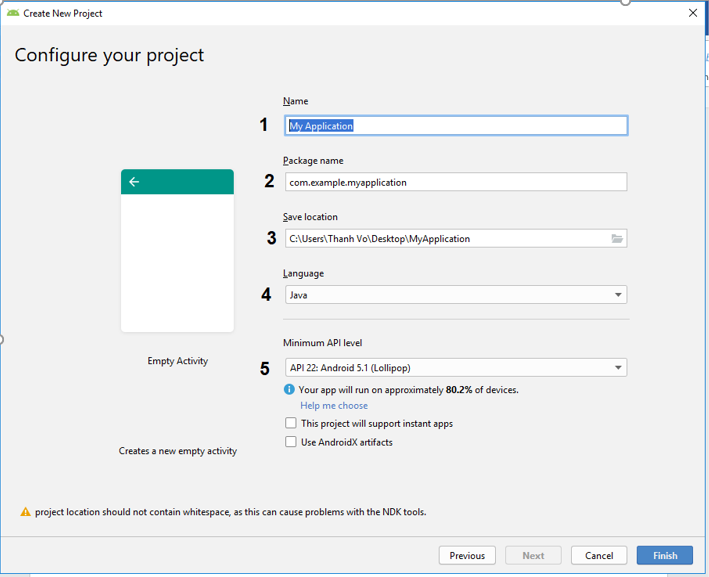 Create New Project
Configure your project
Name
1 My Application
Package name
2 com.example.myapplication
Save location
3 C:\Users\Thanh Vo\Desktop\MyApplication
Language
4 Java
Minimum API level
Empty Activity
5 API 22: Android 5.1 (Lollipop)
Your app will run on approximately 80.2% of devices.
Help me choose
This project will support instant apps
Use AndroidX artifacts
Creates a new empty activity
project location should not contain whitespace, as this can cause problems with the NDK tools.
Previous Next Cancel Finish